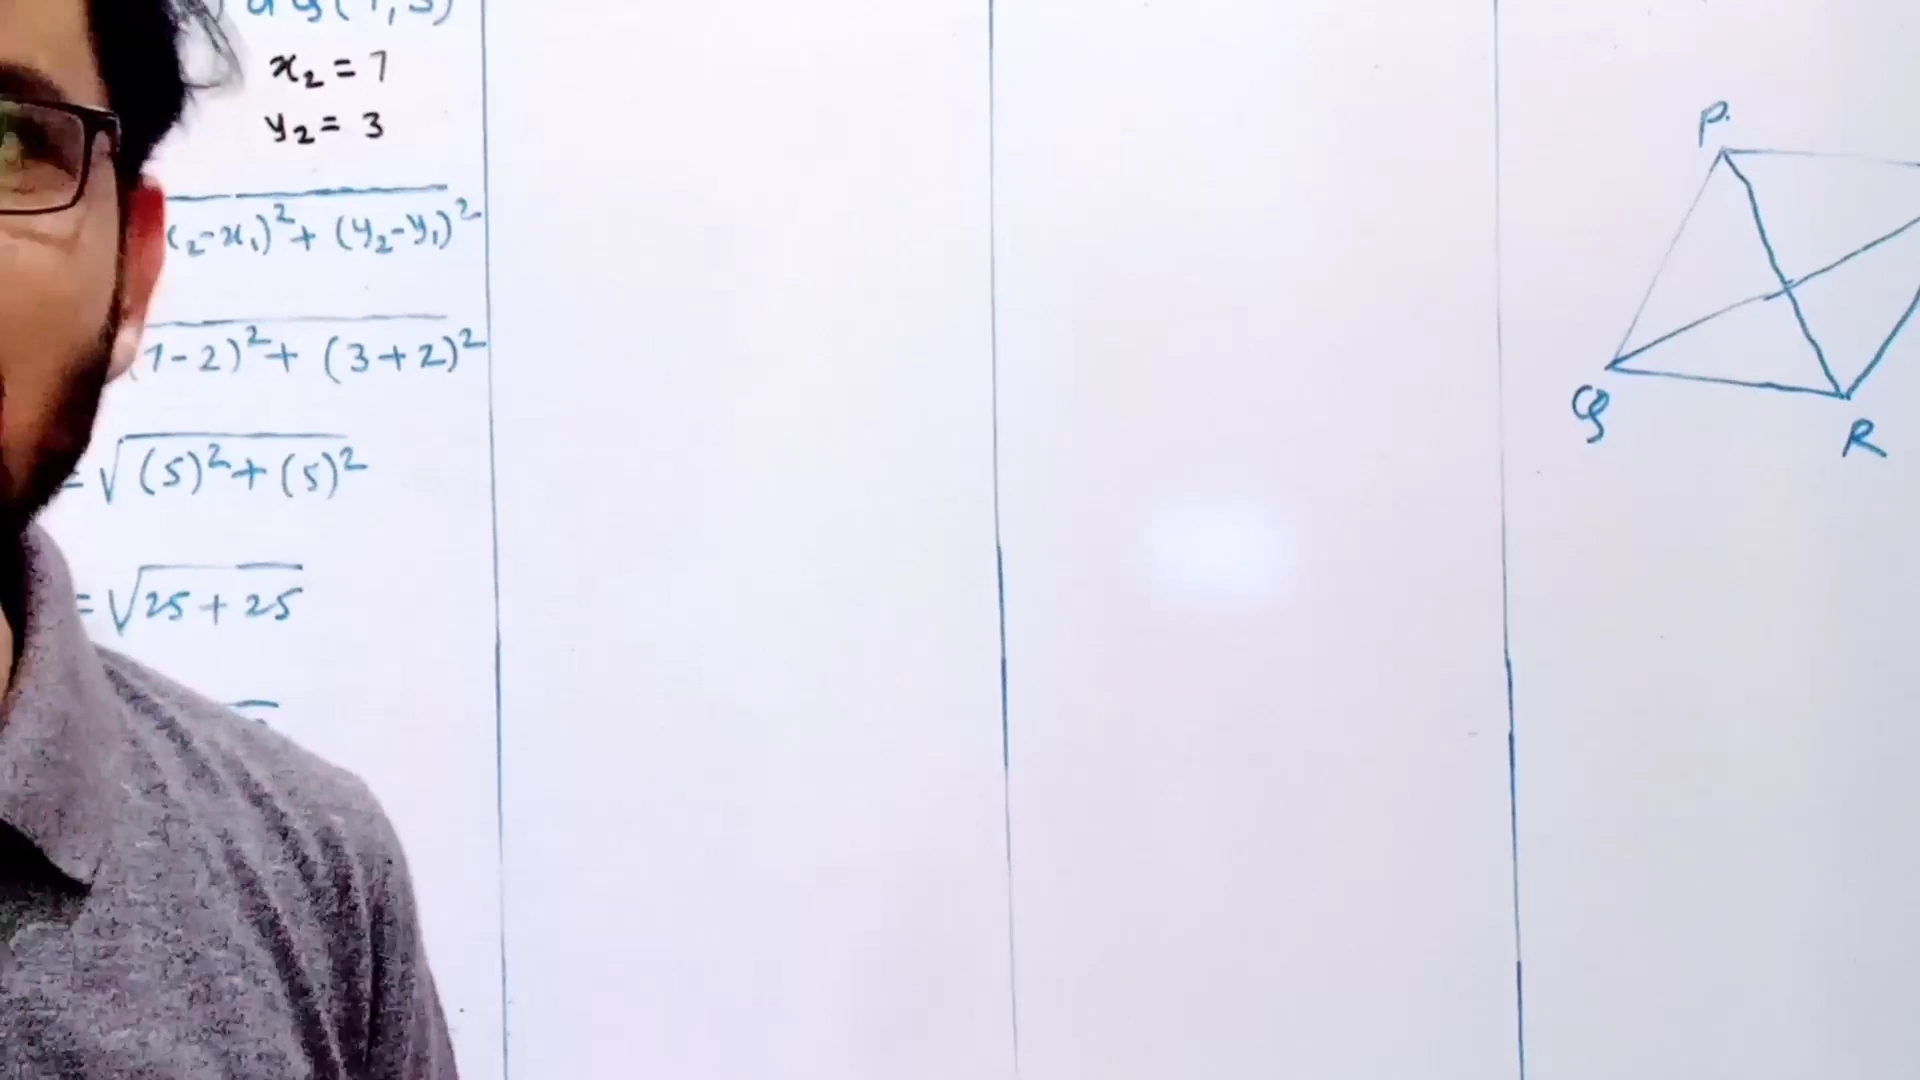 x₂ = 7
y₂ = 3
x₂-x₁)² + (y₂-y₁)²
7-2)² + (3+2)²
= √(5)² + (5)²
= √25 + 25
P
Q
R